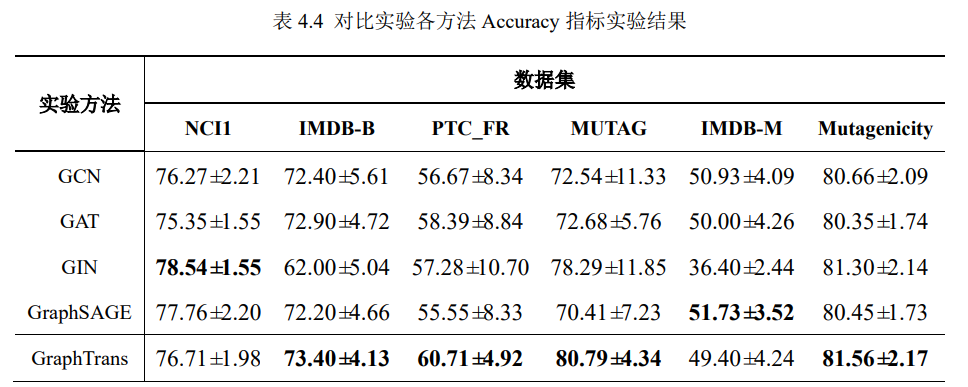 表 4.4 对比实验各方法 Accuracy 指标实验结果
实验方法 数据集
NCI1 IMDB-B PTC_FR MUTAG IMDB-M Mutagenicity
GCN 76.27±2.21 72.40±5.61 56.67±8.34 72.54±11.33 50.93±4.09 80.66±2.09
GAT 75.35±1.55 72.90±4.72 58.39±8.84 72.68±5.76 50.00±4.26 80.35±1.74
GIN 78.54±1.55 62.00±5.04 57.28±10.70 78.29±11.85 36.40±2.44 81.30±2.14
GraphSAGE 77.76±2.20 72.20±4.66 55.55±8.33 70.41±7.23 51.73±3.52 80.45±1.73
GraphTrans 76.71±1.98 73.40±4.13 60.71±4.92 80.79±4.34 49.40±4.24 81.56±2.17